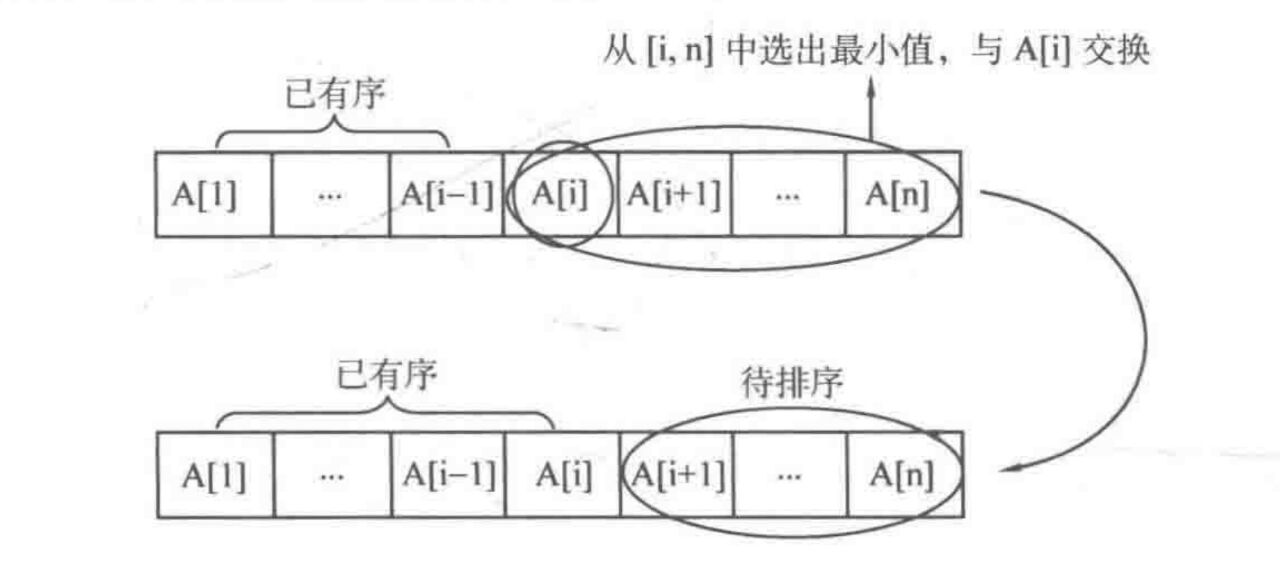 从 [i, n] 中选出最小值，与 A[i] 交换
已有序
A[1] ... A[i−1] A[i] A[i+1] ... A[n]
已有序 待排序
A[1] ... A[i−1] A[i] A[i+1] ... A[n]